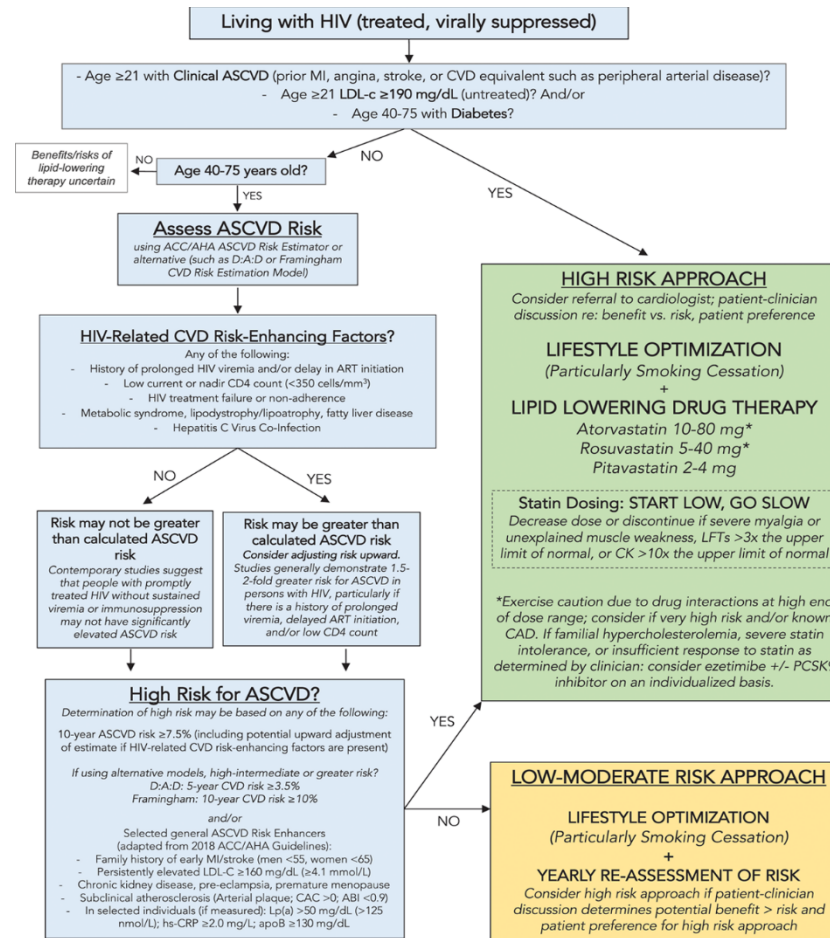 Living with HIV (treated, virally suppressed)
- Age ≥21 with Clinical ASCVD (prior MI, angina, stroke, or CVD equivalent such as peripheral arterial disease)?
- Age ≥21 LDL-c ≥190 mg/dL (untreated)? And/or
- Age 40-75 with Diabetes?
NO
YES
Benefits/risks of
lipid-lowering
therapy uncertain
NO
Age 40-75 years old?
YES
Assess ASCVD Risk
using ACC/AHA ASCVD Risk Estimator or
alternative (such as D:A:D or Framingham
CVD Risk Estimation Model)
HIV-Related CVD Risk-Enhancing Factors?
Any of the following:
- History of prolonged HIV viremia and/or delay in ART initiation
- Low current or nadir CD4 count (<350 cells/mm³)
- HIV treatment failure or non-adherence
- Metabolic syndrome, lipodystrophy/lipoatrophy, fatty liver disease
- Hepatitis C Virus Co-Infection
NO
YES
Risk may not be greater
than calculated ASCVD
risk
Contemporary studies suggest
that people with promptly
treated HIV without sustained
viremia or immunosuppression
may not have significantly
elevated ASCVD risk
Risk may be greater than
calculated ASCVD risk
Consider adjusting risk upward.
Studies generally demonstrate 1.5-
2-fold greater risk for ASCVD in
persons with HIV, particularly if
there is a history of prolonged
viremia, delayed ART initiation,
and/or low CD4 count
High Risk for ASCVD?
Determination of high risk may be based on any of the following:
10-year ASCVD risk ≥7.5% (including potential upward adjustment
of estimate if HIV-related CVD risk-enhancing factors are present)
If using alternative models, high-intermediate or greater risk?
D:A:D: 5-year CVD risk ≥3.5%
Framingham: 10-year CVD risk ≥10%
and/or
Selected general ASCVD Risk Enhancers
(adapted from 2018 ACC/AHA Guidelines):
- Family history of early MI/stroke (men <55, women <65)
- Persistently elevated LDL-C ≥160 mg/dL (≥4.1 mmol/L)
- Chronic kidney disease, pre-eclampsia, premature menopause
- Subclinical atherosclerosis (Arterial plaque; CAC >0; ABI <0.9)
- In selected individuals (if measured): Lp(a) >50 mg/dL (>125
nmol/L); hs-CRP ≥2.0 mg/L; apoB ≥130 mg/dL
YES
NO
HIGH RISK APPROACH
Consider referral to cardiologist; patient-clinician
discussion re: benefit vs. risk, patient preference
LIFESTYLE OPTIMIZATION
(Particularly Smoking Cessation)
+
LIPID LOWERING DRUG THERAPY
Atorvastatin 10-80 mg*
Rosuvastatin 5-40 mg*
Pitavastatin 2-4 mg
Statin Dosing: START LOW, GO SLOW
Decrease dose or discontinue if severe myalgia or
unexplained muscle weakness, LFTs >3x the upper
limit of normal, or CK >10x the upper limit of normal
*Exercise caution due to drug interactions at high end
of dose range; consider if very high risk and/or known
CAD. If familial hypercholesterolemia, severe statin
intolerance, or insufficient response to statin as
determined by clinician: consider ezetimibe +/- PCSK9
inhibitor on an individualized basis.
LOW-MODERATE RISK APPROACH
LIFESTYLE OPTIMIZATION
(Particularly Smoking Cessation)
+
YEARLY RE-ASSESSMENT OF RISK
Consider high risk approach if patient-clinician
discussion determines potential benefit > risk and
patient preference for high risk approach